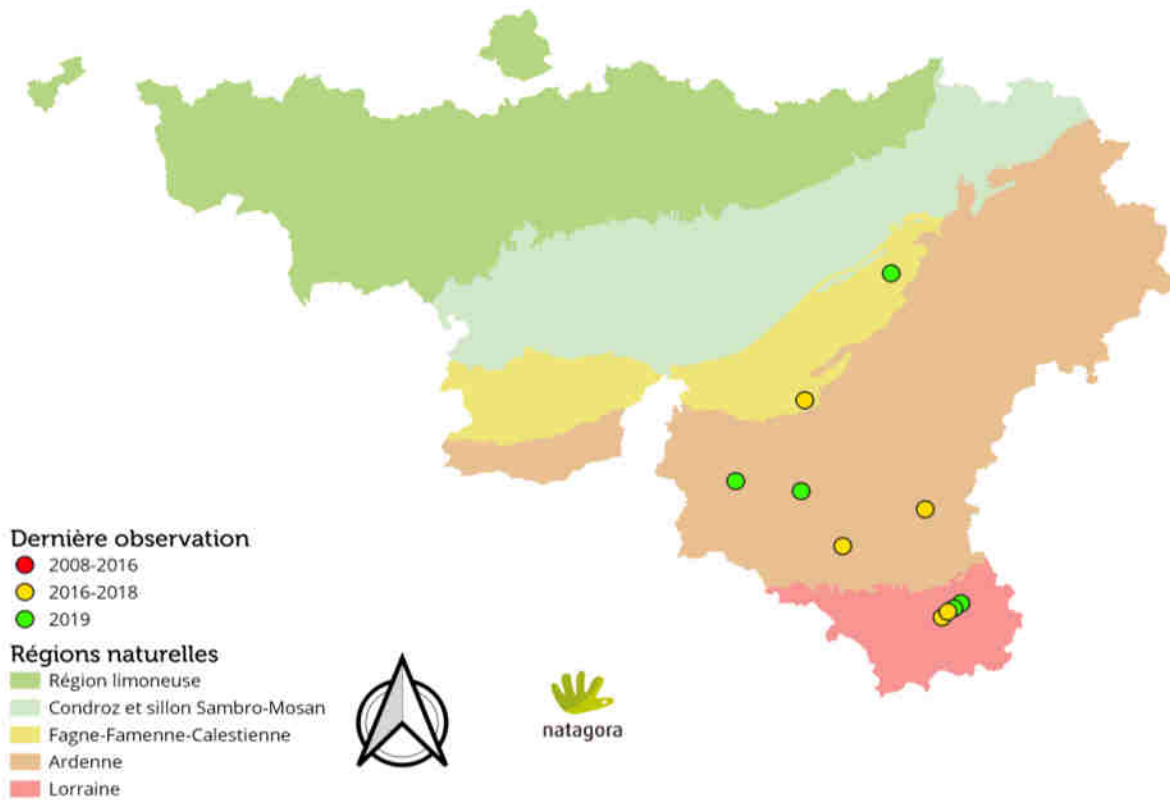 Dernière observation
2008-2016
2016-2018
2019
Régions naturelles
Région limoneuse
Condroz et sillon Sambro-Mosan
Fagne-Famenne-Calestienne
Ardenne
Lorraine
natagora